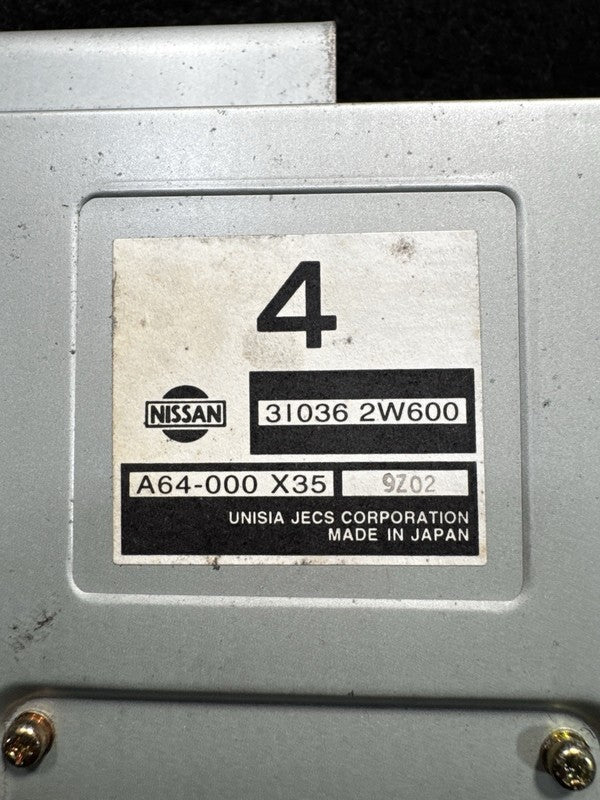 4
NISSAN
31036 2W600
A64-000 X35 9Z02
UNISIA JECS CORPORATION
MADE IN JAPAN